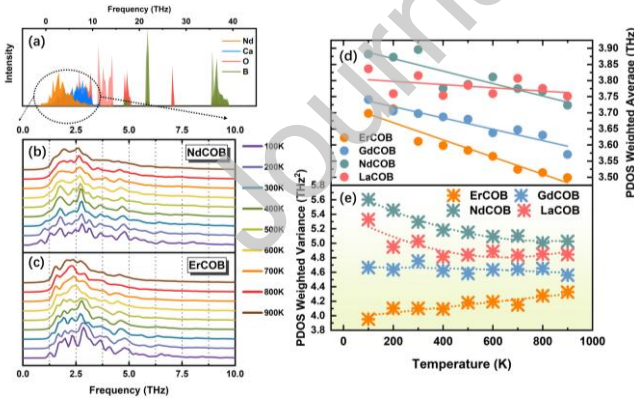 Frequency (THz)
0 10 20 30 40
(a)
Nd
Ca
O
B
Intensity
0.0 2.5 5.0 7.5 10.0
(b)
NdCOB
100K
200K
300K
400K
500K
600K
700K
800K
900K
(c)
ErCOB
0.0 2.5 5.0 7.5 10.0
Frequency (THz)
Journ
(d)
3.90
3.85
3.80
3.75
3.70
3.65
3.60
3.55
3.50
PDOS Weighted Average (THz)
ErCOB
GdCOB
NdCOB
LaCOB
(e)
ErCOB GdCOB
NdCOB LaCOB
5.8
5.6
5.4
5.2
5.0
4.8
4.6
4.4
4.2
4.0
3.8
PDOS Weighted Variance (THz²)
0 200 400 600 800 1000
Temperature (K)